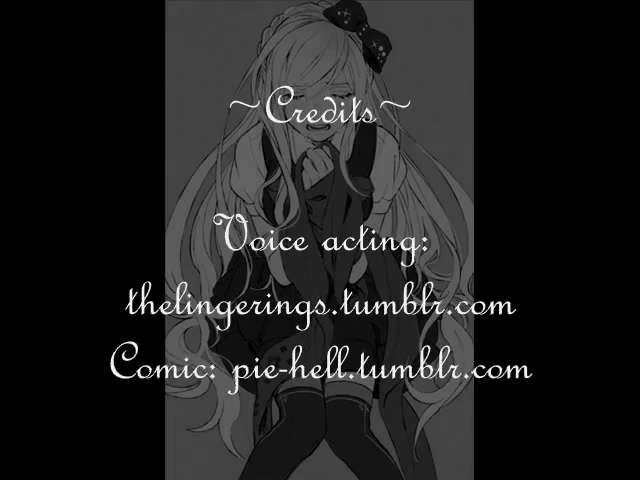 ~Credits~
Voice acting:
thelingerings.tumblr.com
Comic: pie-hell.tumblr.com